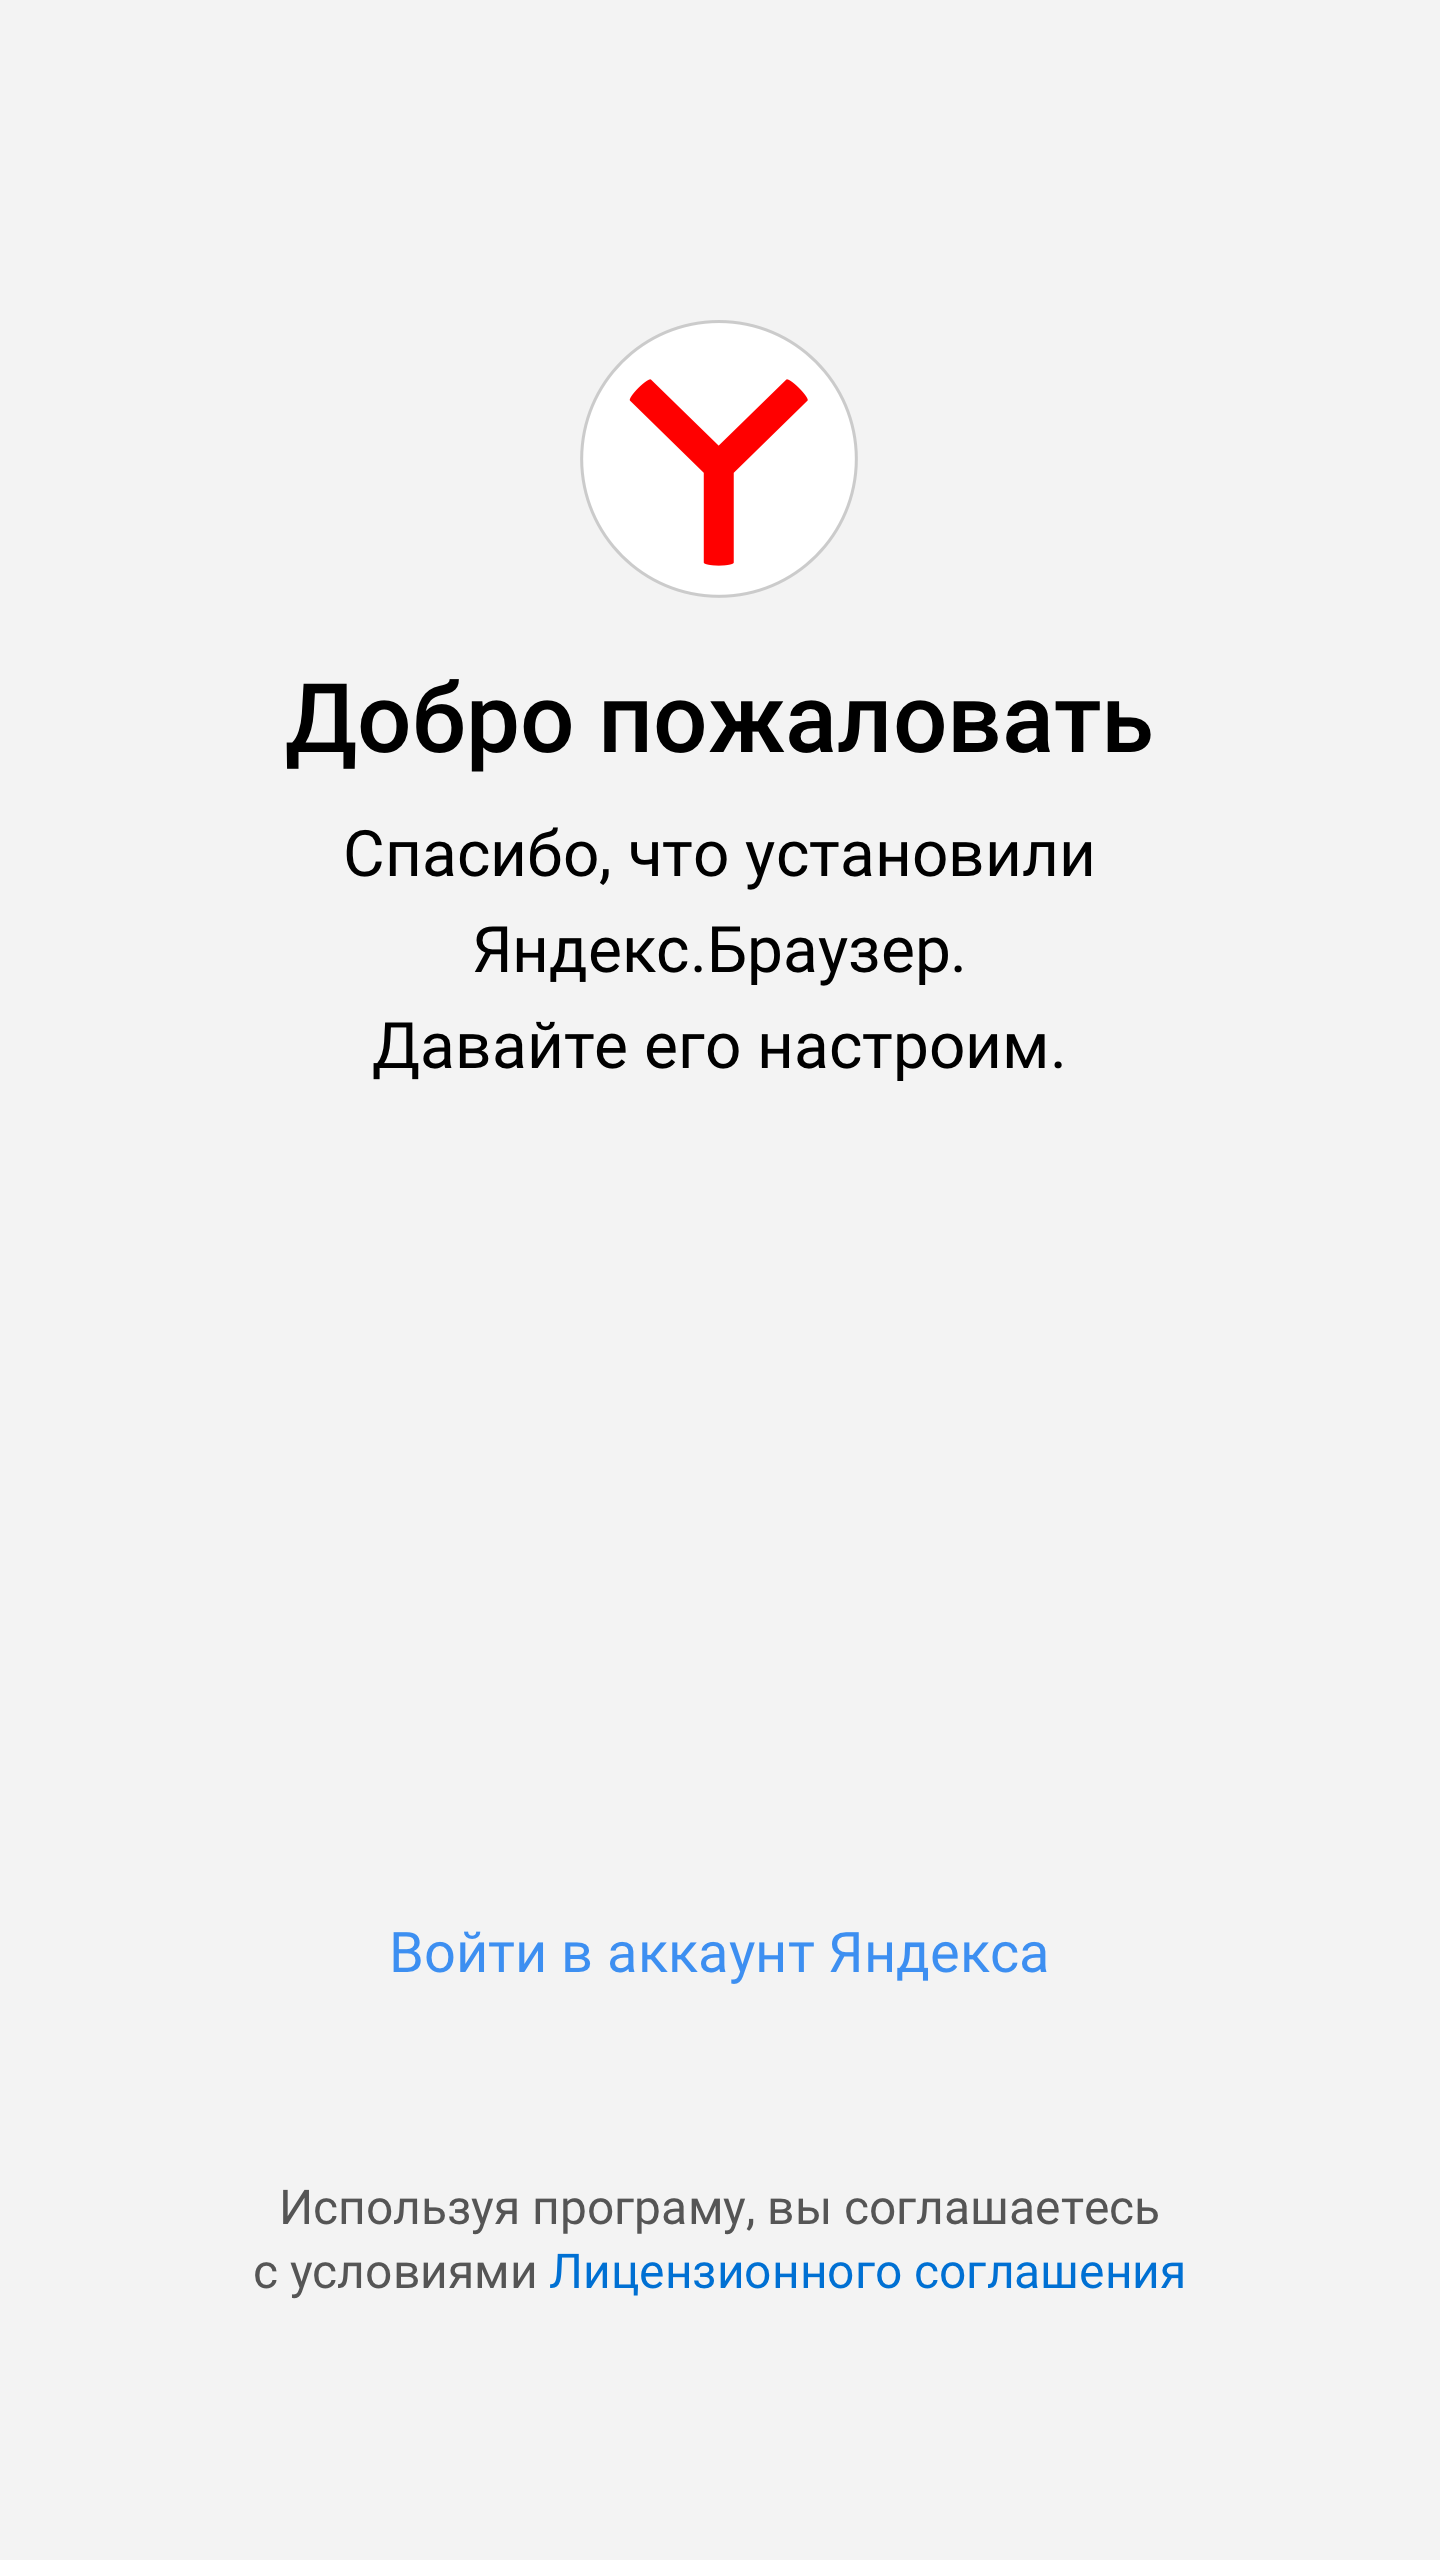 Добро пожаловать
Спасибо, что установили
Яндекс.Браузер.
Давайте его настроим.
Войти в аккаунт Яндекса
Используя програму, вы соглашаетесь
с условиями Лицензионного соглашения